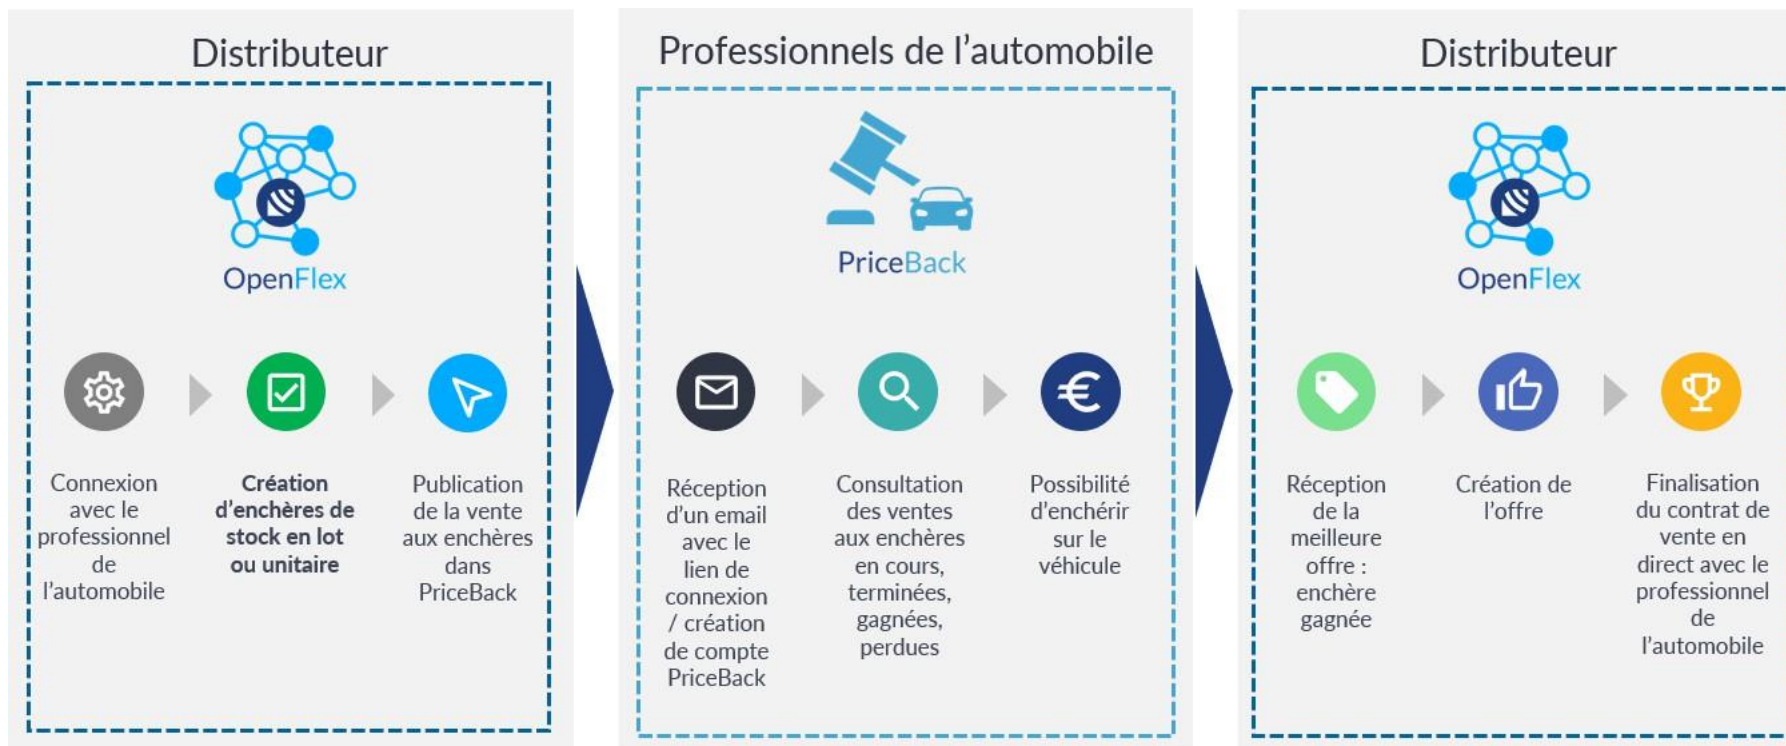 Distributeur
OpenFlex
Connexion
avec le
professionnel
de
l'automobile
Création
d'enchères de
stock en lot
ou unitaire
Publication
de la vente
aux enchères
dans
PriceBack
Professionnels de l'automobile
PriceBack
Réception
d'un email
avec le
lien de
connexion
/ création
de compte
PriceBack
Consultation
des ventes
aux enchères
en cours,
terminées,
gagnées,
perdues
Possibilité
d'enchérir
sur le
véhicule
Distributeur
OpenFlex
Réception
de la
meilleure
offre :
enchère
gagnée
Création de
l'offre
Finalisation
du contrat de
vente en
direct avec le
professionnel
de
l'automobile